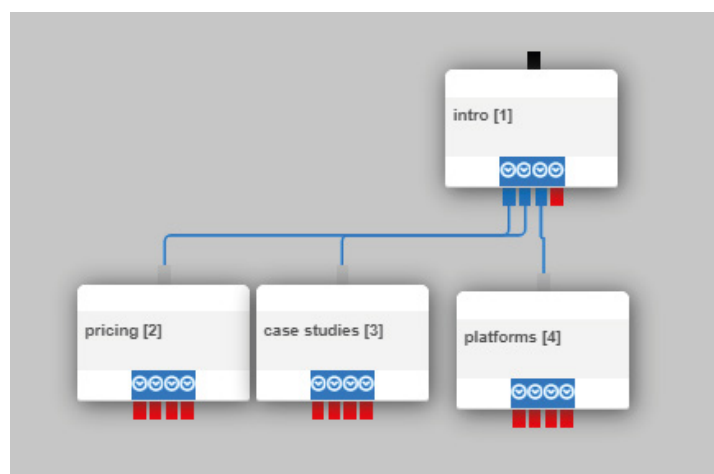 intro [1]
pricing [2]
case studies [3]
platforms [4]